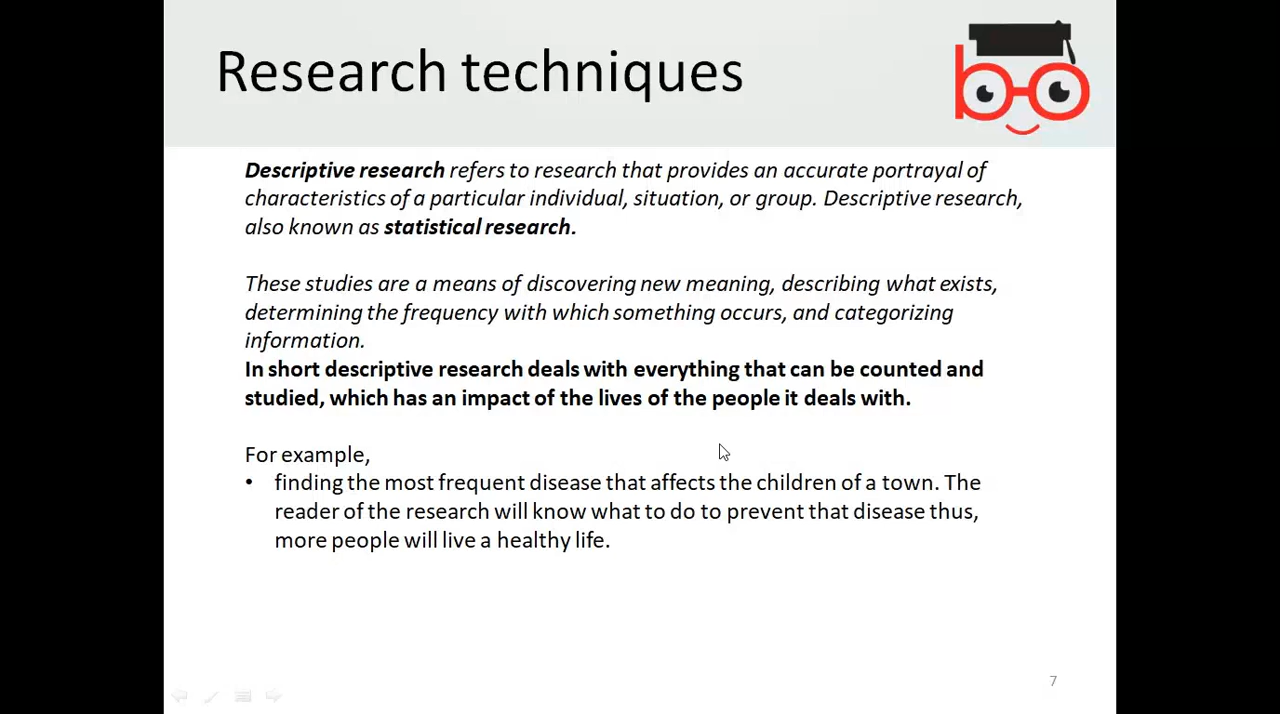 Research techniques
Descriptive research refers to research that provides an accurate portrayal of
characteristics of a particular individual, situation, or group. Descriptive research,
also known as statistical research.
These studies are a means of discovering new meaning, describing what exists,
determining the frequency with which something occurs, and categorizing
information.
In short descriptive research deals with everything that can be counted and
studied, which has an impact of the lives of the people it deals with.
For example,
• finding the most frequent disease that affects the children of a town. The
reader of the research will know what to do to prevent that disease thus,
more people will live a healthy life.
7